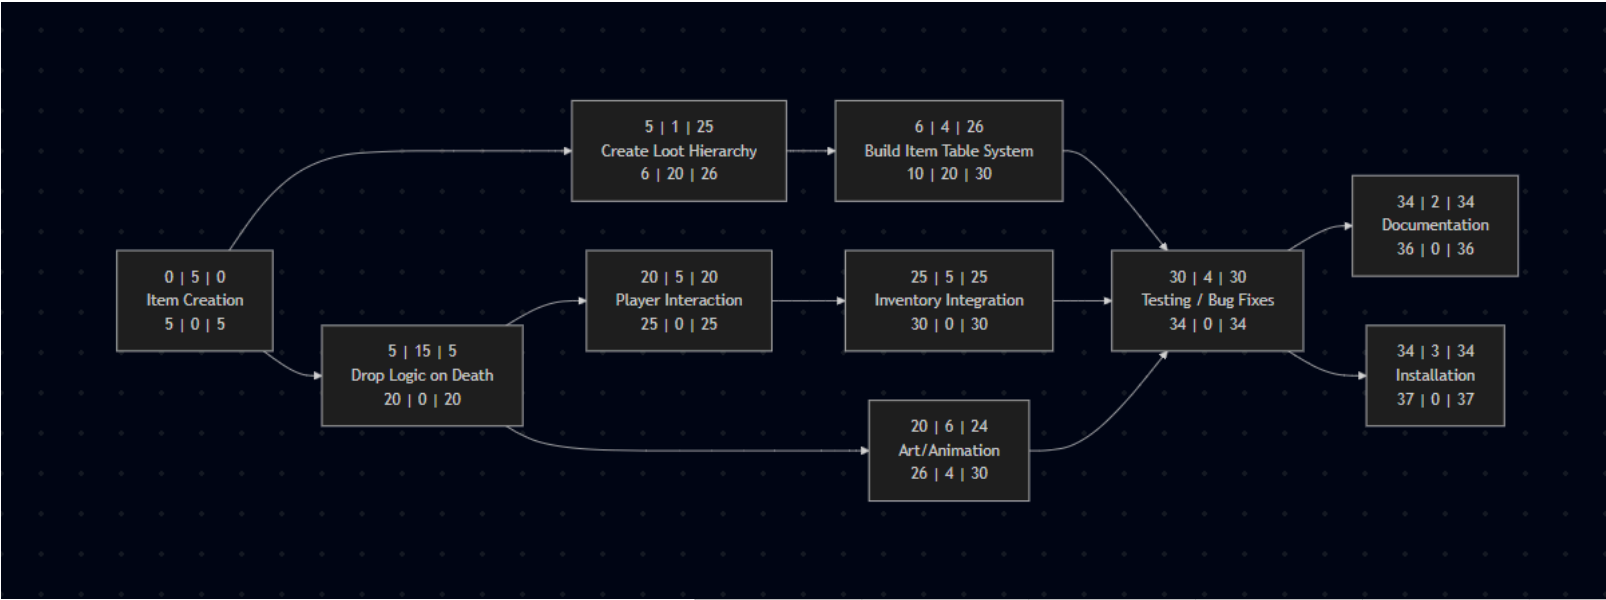 0 | 5 | 0
Item Creation
5 | 0 | 5
5 | 15 | 5
Drop Logic on Death
20 | 0 | 20
5 | 1 | 25
Create Loot Hierarchy
6 | 20 | 26
6 | 4 | 26
Build Item Table System
10 | 20 | 30
20 | 5 | 20
Player Interaction
25 | 0 | 25
25 | 5 | 25
Inventory Integration
30 | 0 | 30
20 | 6 | 24
Art/Animation
26 | 4 | 30
30 | 4 | 30
Testing / Bug Fixes
34 | 0 | 34
34 | 2 | 34
Documentation
36 | 0 | 36
34 | 3 | 34
Installation
37 | 0 | 37